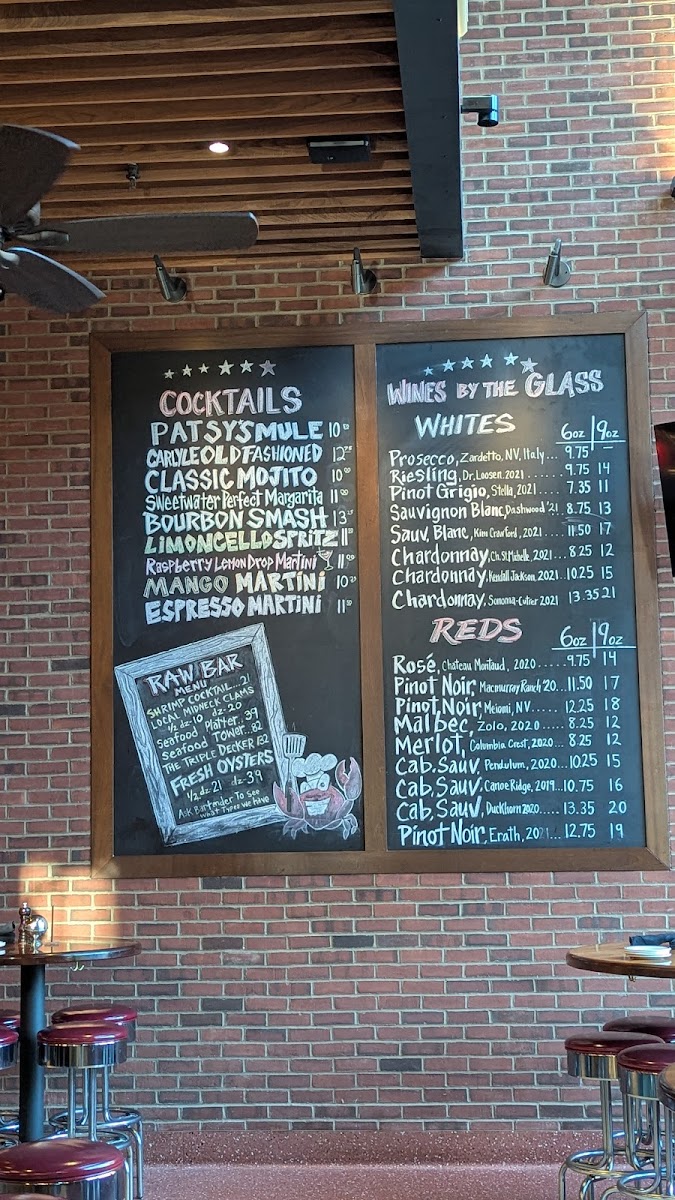 COCKTAILS
PATSY'S MULE 10
CARLYLE OLD FASHIONED 12
CLASSIC MOJITO 10
Sweetwater Perfect Margarita 11
BOURBON SMASH 13
LIMONCELLO SPRITZ 11
Raspberry Lemon Drop Martini 11
MANGO MARTINI 10
ESPRESSO MARTINI 11
RAW BAR
MENU
SHRIMP COCKTAIL...21
LOCAL MIDNECK CLAMS
½ dz-10 dz-20
Seafood Platter..39
Seafood Tower...82
THE TRIPLE DECKER 152
FRESH OYSTERS
½ dz 21 dz 39
Ask Bartender To See
What Types We Have
WINES BY THE GLASS
WHITES
6oz 9oz
Prosecco, Zardetto, NV, Italy... 9.75
Riesling, Dr. Loosen. 2021 ........ 9.75 14
Pinot Grigio, Stella, 2021..... 7.35 11
Sauvignon Blanc, Dashwood '21 8.75 13
Sauv. Blanc, Kim Crawford, 2021.... 11.50 17
Chardonnay, Ch. St. Michelle, 2021... 8.25 12
Chardonnay, Kendall Jackson, 2021..10.25 15
Chardonnay, Sonoma-Cutrer 2021 13.35 21
REDS
6oz 9oz
Rosé, Chateau Montaud, 2020...... 9.75 14
Pinot Noir, Macmurray Ranch '20...11.50 17
Pinot Noir, Meiomi, NV..... 12.25 18
Malbec, Zolo, 2020........ 8.25 12
Merlot, Columbia Crest, 2020.... 8.25 12
Cab. Sauv. Pendulum, 2020....10.25 15
Cab, Sauv, Canoe Ridge, 2019..10.75 16
Cab, Sauv, Duckhorn 2020..... 13.35 20
Pinot Noir, Erath, 2021... 12.75 19